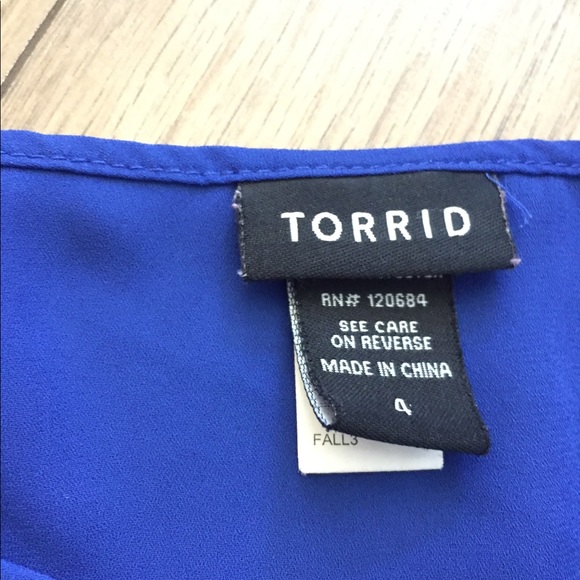 TORRID
RN# 120684
SEE CARE
ON REVERSE
MADE IN CHINA
4
FALL3